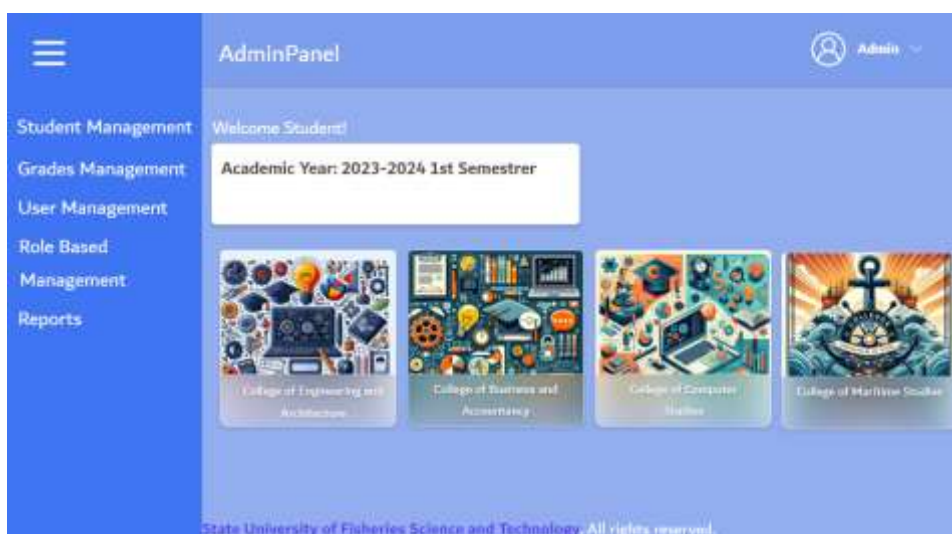 AdminPanel
Admin
Student Management
Grades Management
User Management
Role Based
Management
Reports
Welcome Student!
Academic Year: 2023-2024 1st Semestrer
College of Engineering and
Architecture
College of Business and
Accountancy
College of Computer
Studies
College of Maritime Studies
State University of Fisheries Science and Technology. All rights reserved.